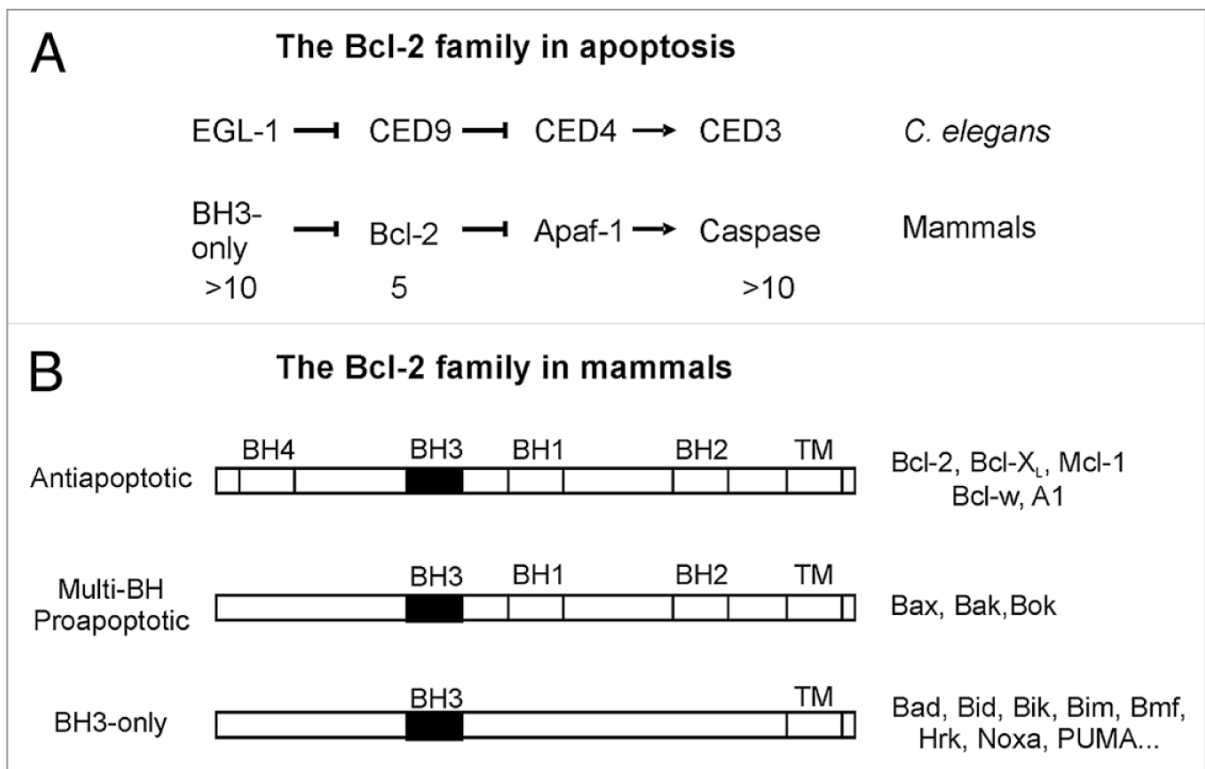 A
The Bcl-2 family in apoptosis
EGL-1 CED9 CED4 CED3 C. elegans
BH3-
only Bcl-2 Apaf-1 Caspase Mammals
>10 5 >10
B
The Bcl-2 family in mammals
BH4 BH3 BH1 BH2 TM
Antiapoptotic
Bcl-2, Bcl-XL, Mcl-1
Bcl-w, A1
BH3 BH1 BH2 TM
Multi-BH
Proapoptotic
Bax, Bak,Bok
BH3 TM
BH3-only
Bad, Bid, Bik, Bim, Bmf,
Hrk, Noxa, PUMA...